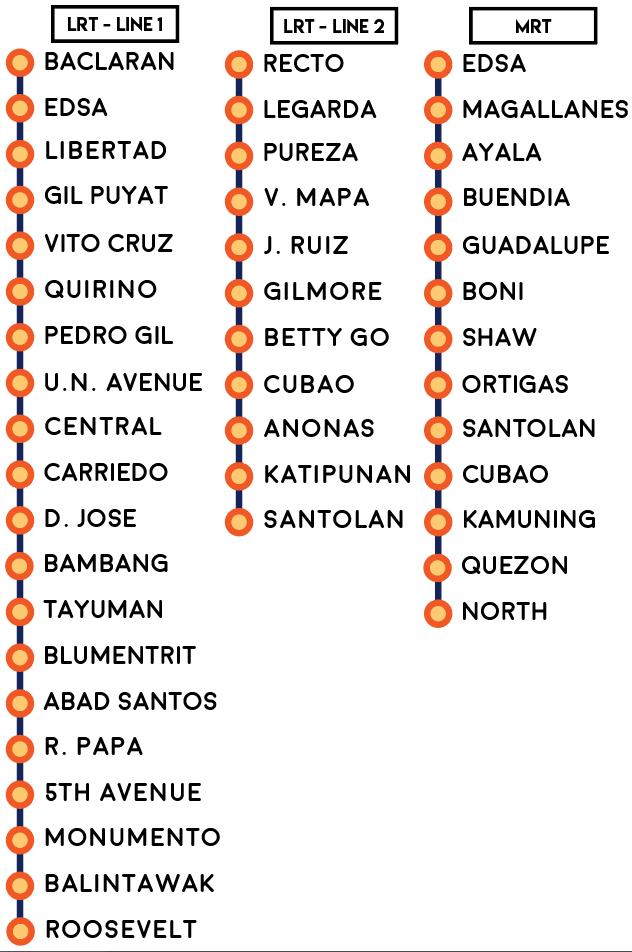 LRT - LINE 1
BACLARAN
EDSA
LIBERTAD
GIL PUYAT
VITO CRUZ
QUIRINO
PEDRO GIL
U.N. AVENUE
CENTRAL
CARRIEDO
D. JOSE
BAMBANG
TAYUMAN
BLUMENTRIT
ABAD SANTOS
R. PAPA
5TH AVENUE
MONUMENTO
BALINTAWAK
ROOSEVELT
LRT - LINE 2
RECTO
LEGARDA
PUREZA
V. MAPA
J. RUIZ
GILMORE
BETTY GO
CUBAO
ANONAS
KATIPUNAN
SANTOLAN
MRT
EDSA
MAGALLANES
AYALA
BUENDIA
GUADALUPE
BONI
SHAW
ORTIGAS
SANTOLAN
CUBAO
KAMUNING
QUEZON
NORTH